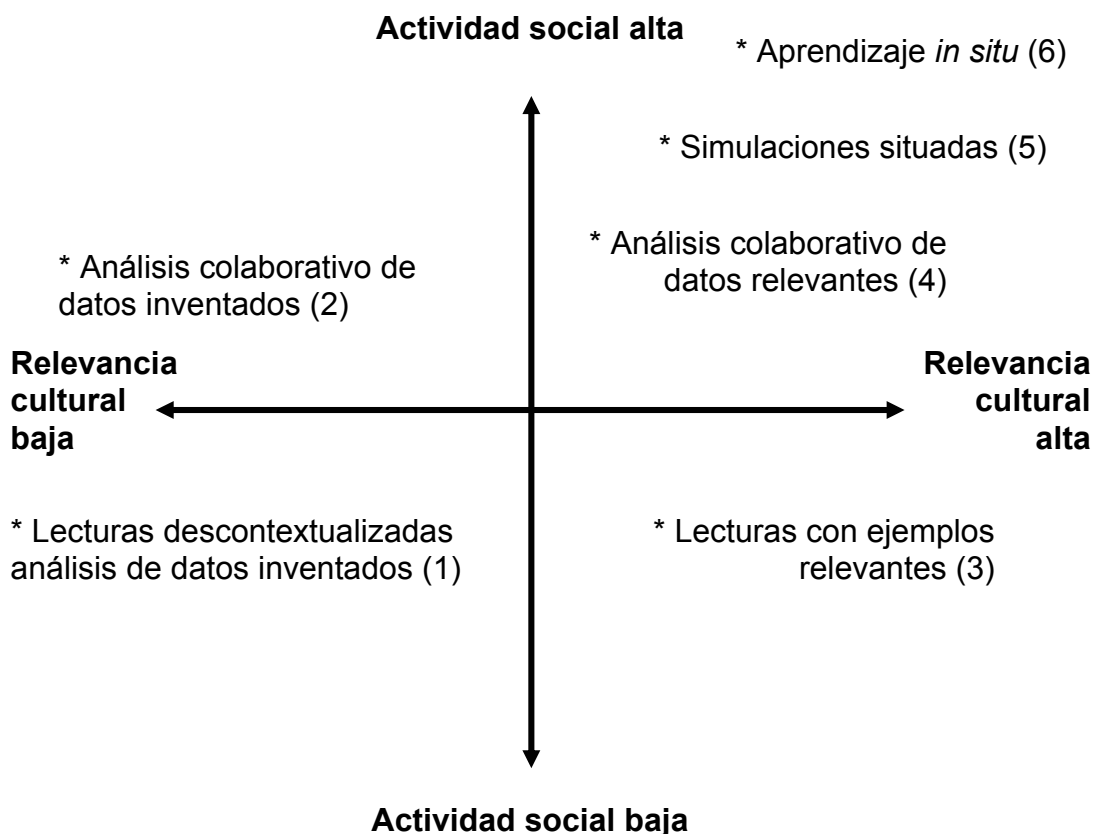 Actividad social alta
* Aprendizaje in situ (6)
* Simulaciones situadas (5)
* Análisis colaborativo de
datos relevantes (4)
* Análisis colaborativo de
datos inventados (2)
Relevancia
cultural
baja
Relevancia
cultural
alta
* Lecturas descontextualizadas
análisis de datos inventados (1)
* Lecturas con ejemplos
relevantes (3)
Actividad social baja